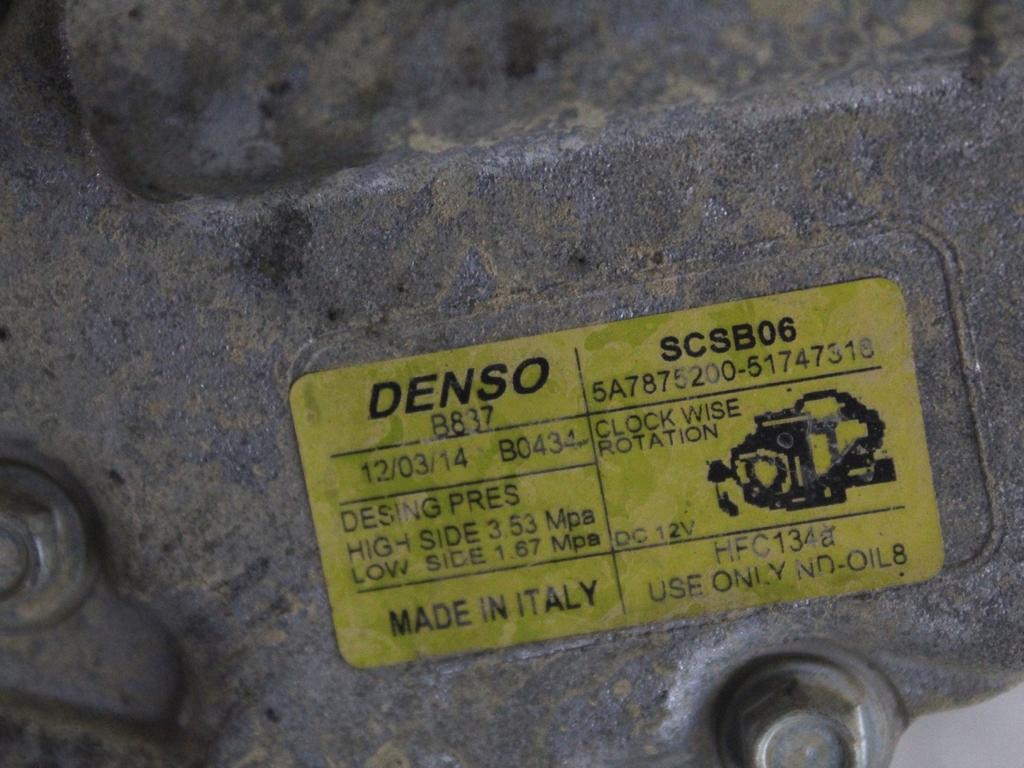 DENSO
B837
12/03/14 B0434
DESING PRES
HIGH SIDE 3.53 Mpa
LOW SIDE 1.67 Mpa
MADE IN ITALY
SCSB06
5A7875200-51747318
CLOCK WISE
ROTATION
DC 12V
HFC134a
USE ONLY ND-OIL8